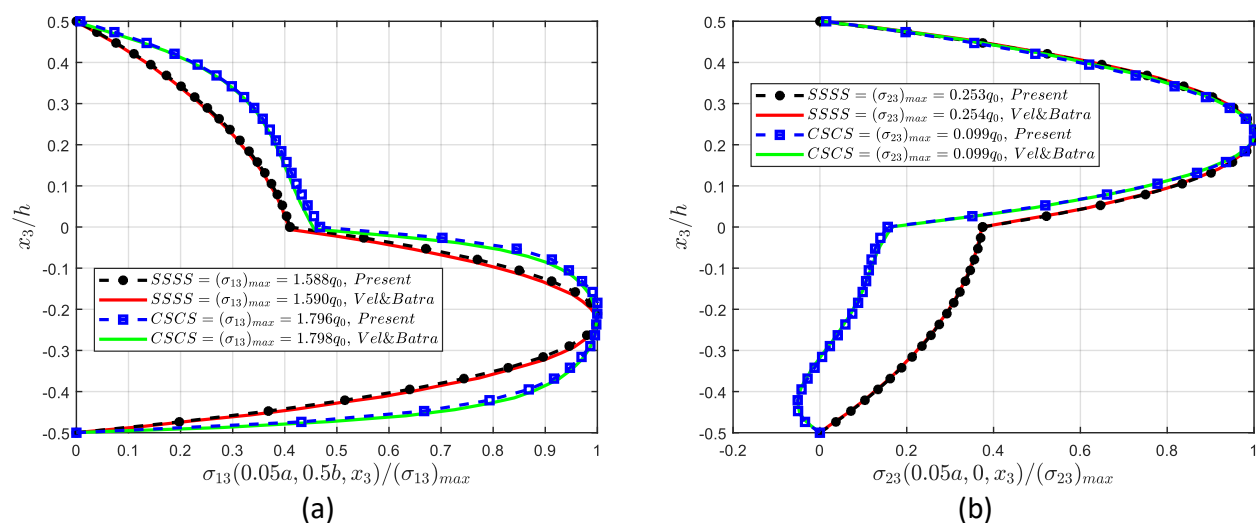 0.5
0.4
0.3
0.2
0.1
0
-0.1
-0.2
-0.3
-0.4
-0.5
x₃/h
SSSS = (σ₁₃)ₘₐₓ = 1.588q₀, Present
SSSS = (σ₁₃)ₘₐₓ = 1.590q₀, Vel&Batra
CSCS = (σ₁₃)ₘₐₓ = 1.796q₀, Present
CSCS = (σ₁₃)ₘₐₓ = 1.798q₀, Vel&Batra
0 0.1 0.2 0.3 0.4 0.5 0.6 0.7 0.8 0.9 1
σ₁₃(0.05a, 0.5b, x₃)/(σ₁₃)ₘₐₓ
(a)
0.5
0.4
0.3
0.2
0.1
0
-0.1
-0.2
-0.3
-0.4
-0.5
x₃/h
SSSS = (σ₂₃)ₘₐₓ = 0.253q₀, Present
SSSS = (σ₂₃)ₘₐₓ = 0.254q₀, Vel&Batra
CSCS = (σ₂₃)ₘₐₓ = 0.099q₀, Present
CSCS = (σ₂₃)ₘₐₓ = 0.099q₀, Vel&Batra
-0.2 0 0.2 0.4 0.6 0.8 1
σ₂₃(0.05a, 0, x₃)/(σ₂₃)ₘₐₓ
(b)